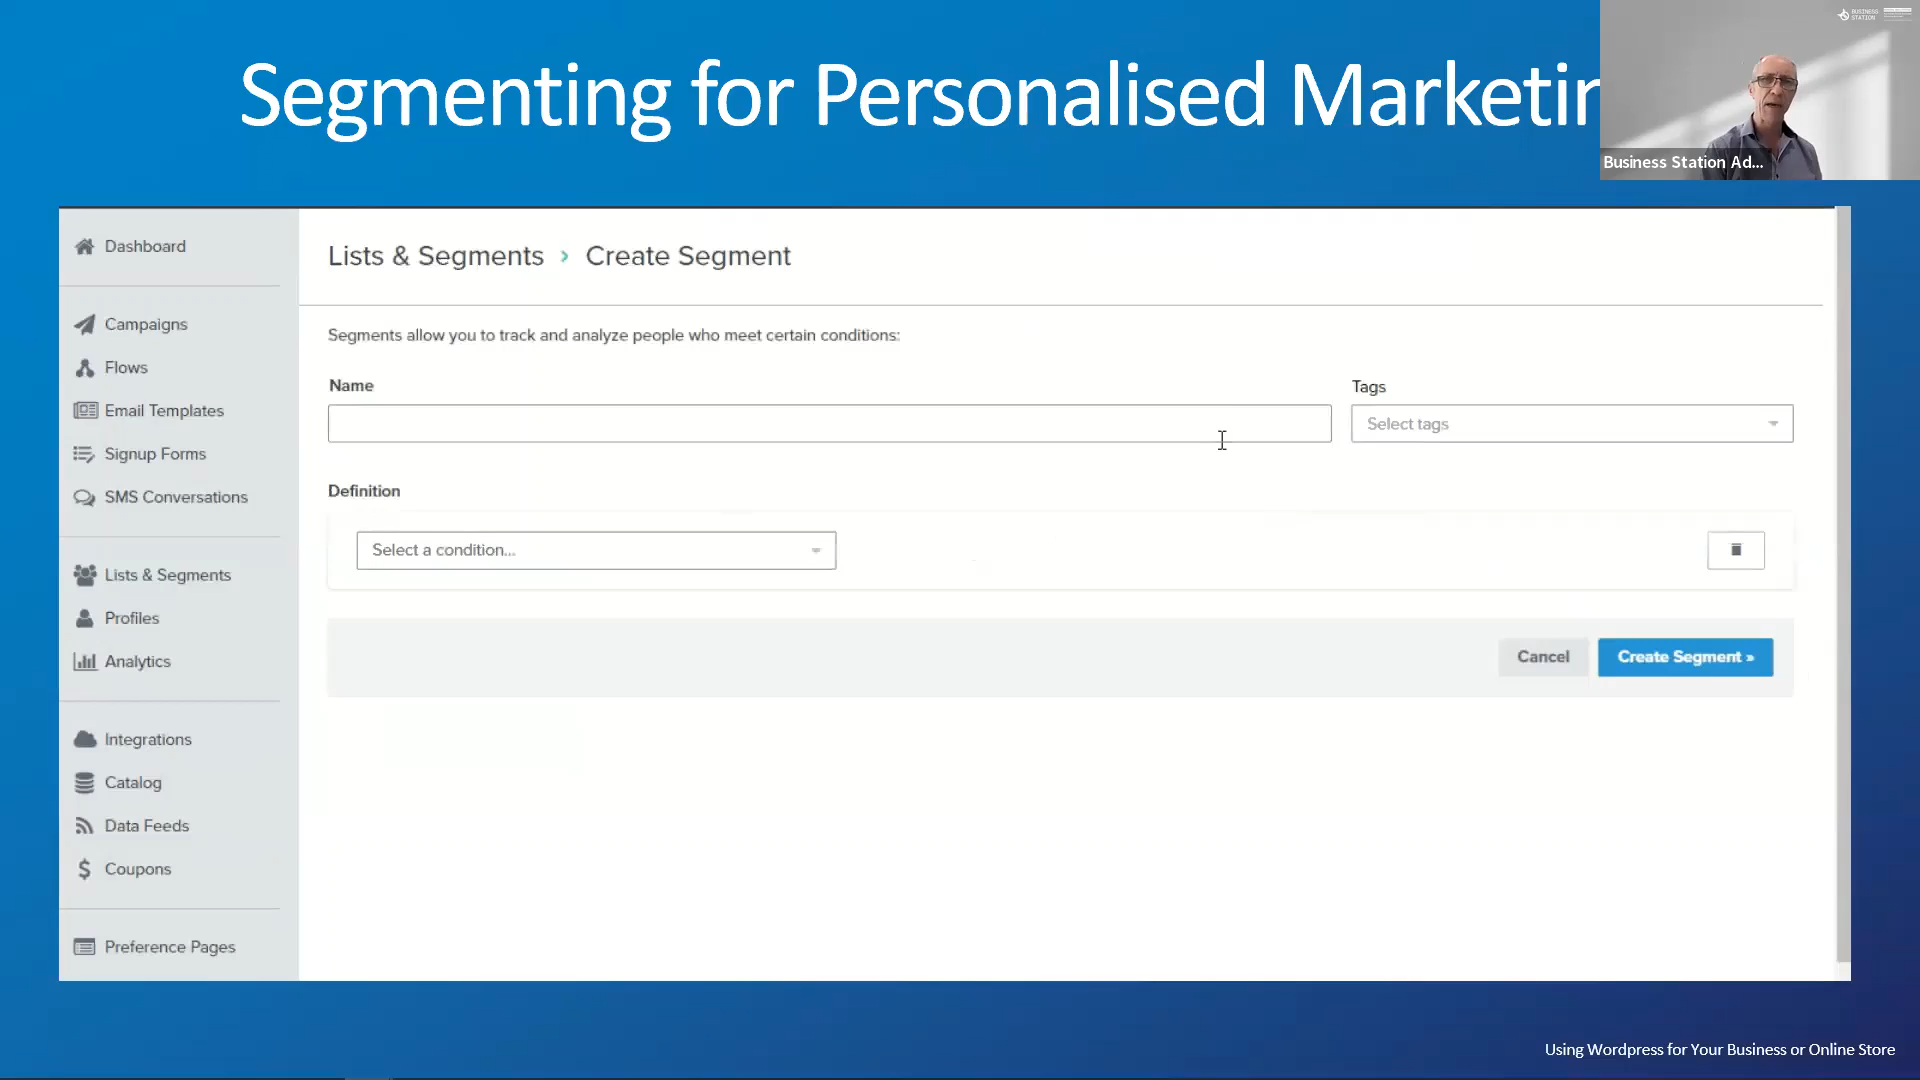 Segmenting for Personalised Marketin
BUSINESS
STATION
Business Station Ad...
Dashboard
Campaigns
Flows
Email Templates
Signup Forms
SMS Conversations
Lists & Segments
Profiles
Analytics
Integrations
Catalog
Data Feeds
Coupons
Preference Pages
Lists & Segments › Create Segment
Segments allow you to track and analyze people who meet certain conditions:
Name
Tags
Select tags
Definition
Select a condition...
Cancel
Create Segment »
Using Wordpress for Your Business or Online Store